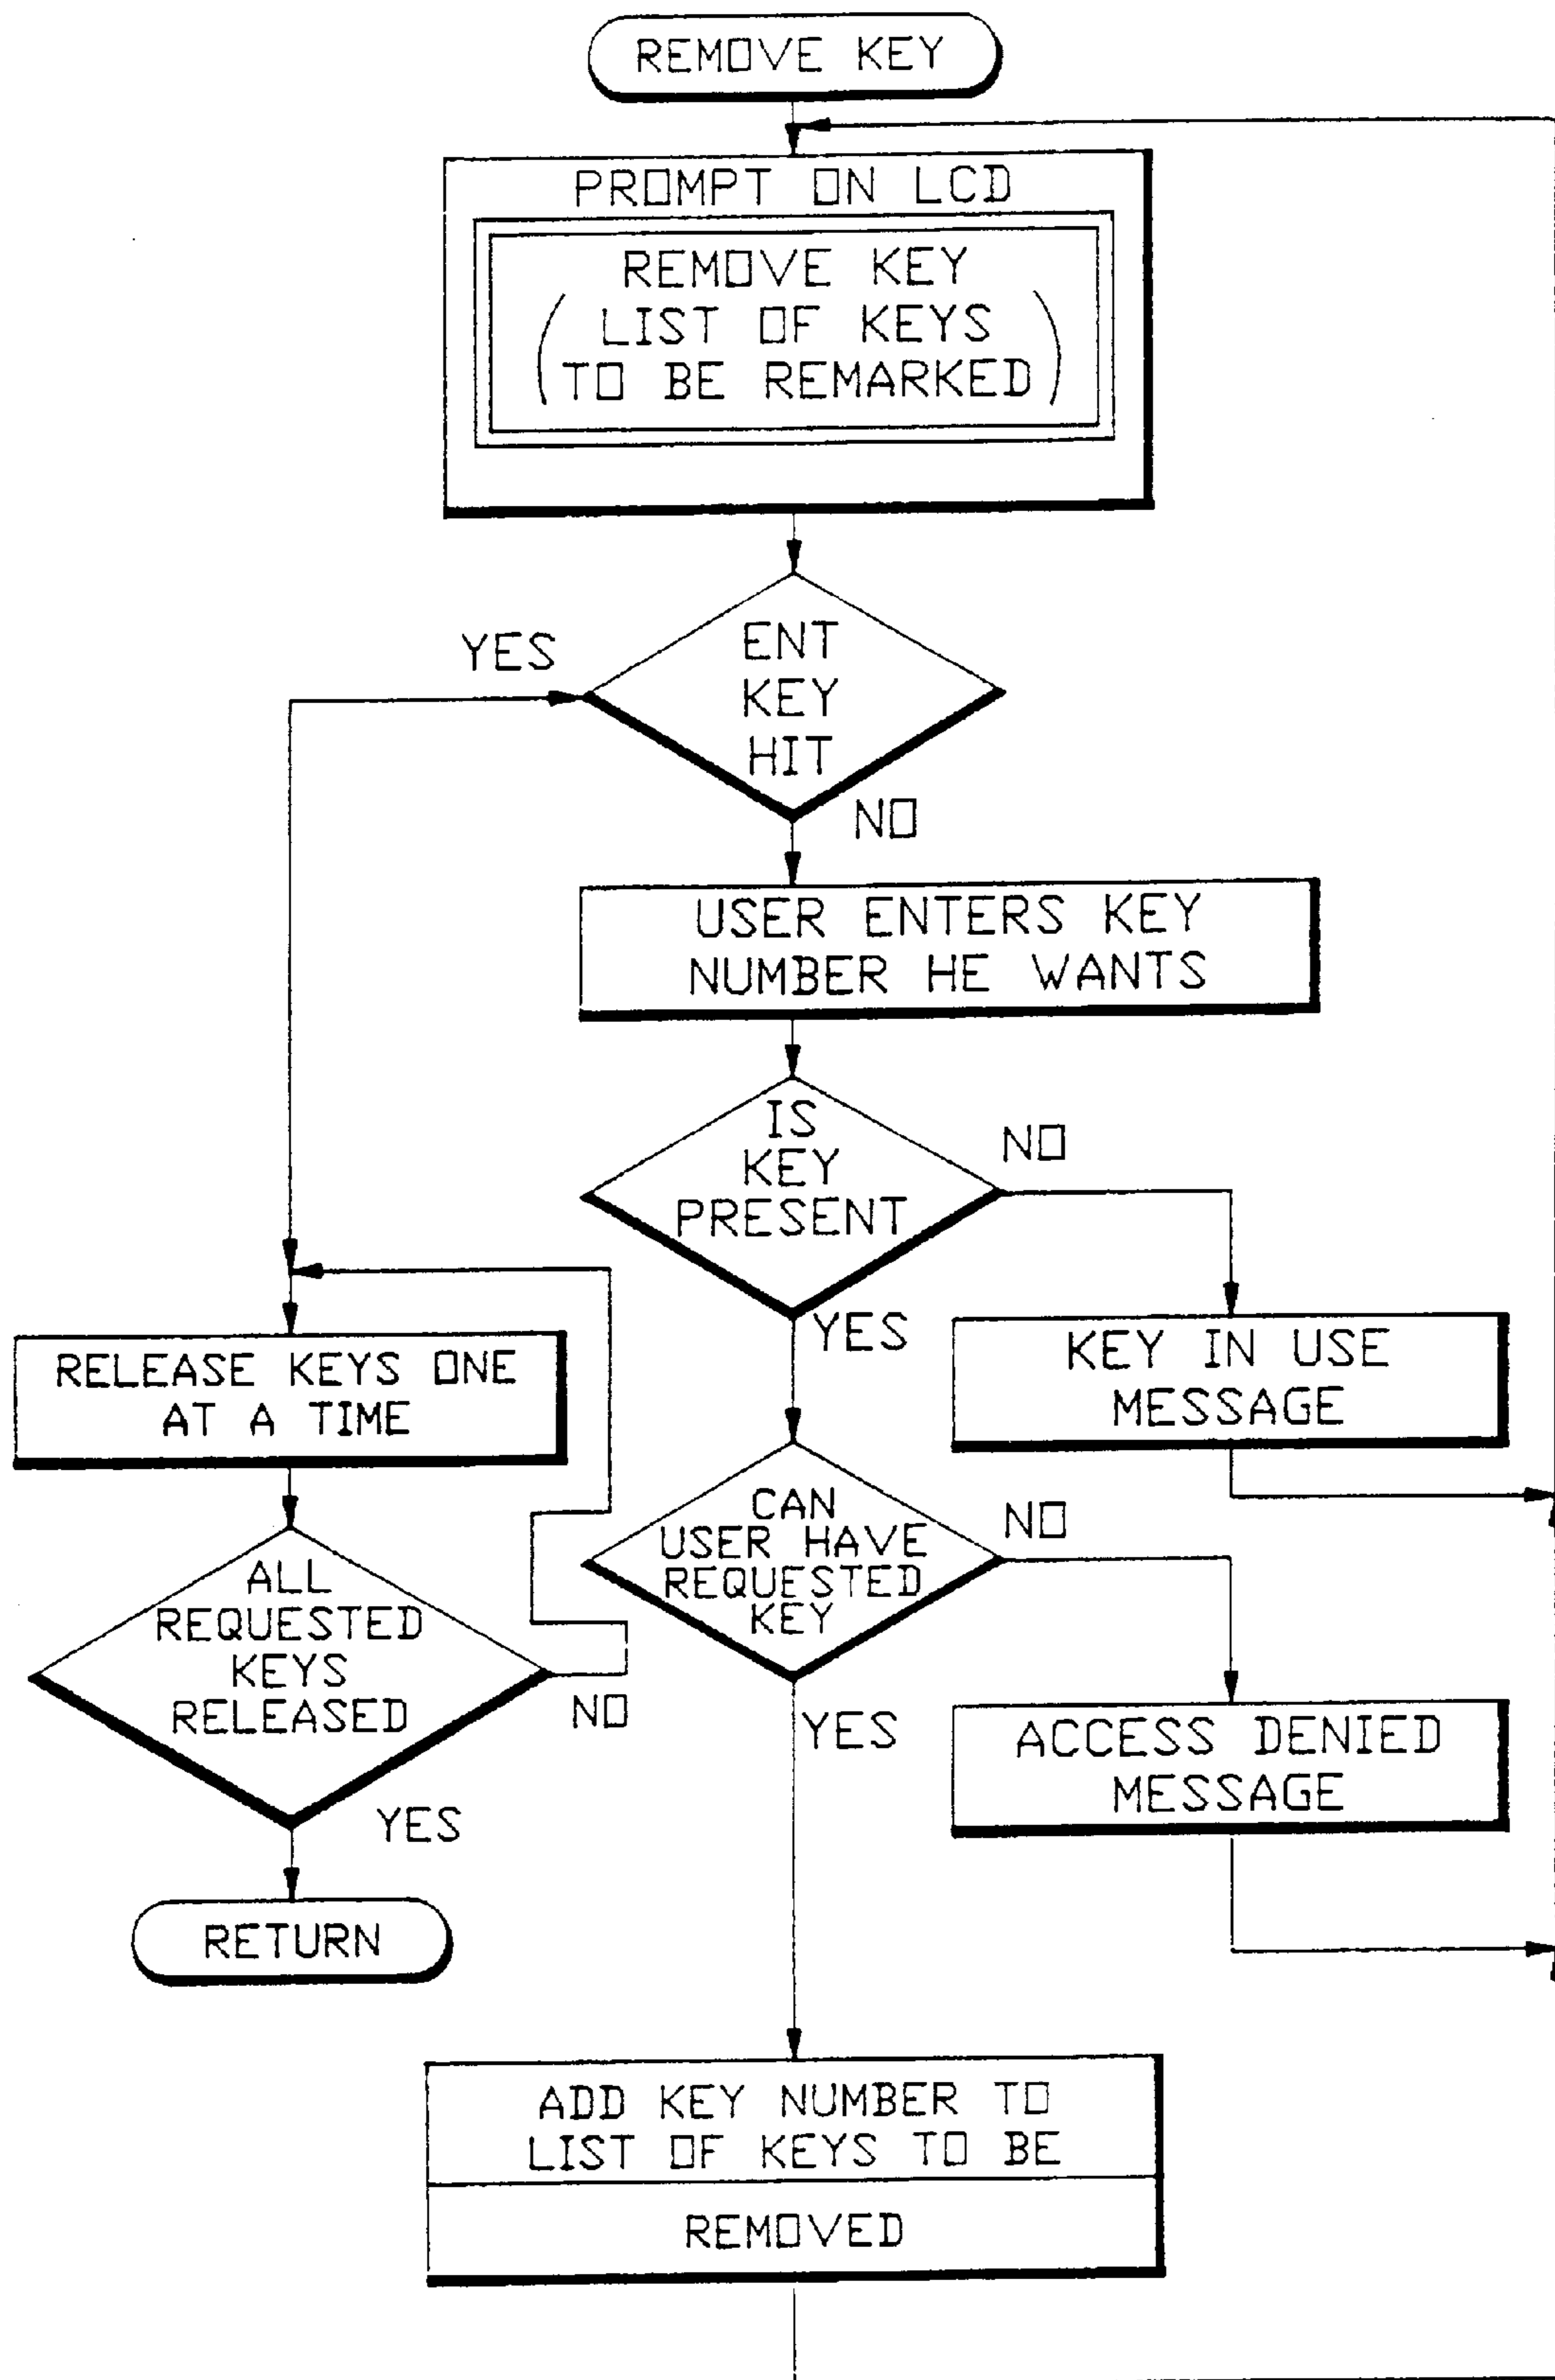 REMOVE KEY
PROMPT ON LCD
REMOVE KEY
(LIST OF KEYS
TO BE REMARKED)
ENT
KEY
HIT
YES
NO
USER ENTERS KEY
NUMBER HE WANTS
IS
KEY
PRESENT
NO
YES
KEY IN USE
MESSAGE
RELEASE KEYS ONE
AT A TIME
CAN
USER HAVE
REQUESTED
KEY
NO
YES
ALL
REQUESTED
KEYS
RELEASED
NO
YES
ACCESS DENIED
MESSAGE
RETURN
ADD KEY NUMBER TO
LIST OF KEYS TO BE
REMOVED